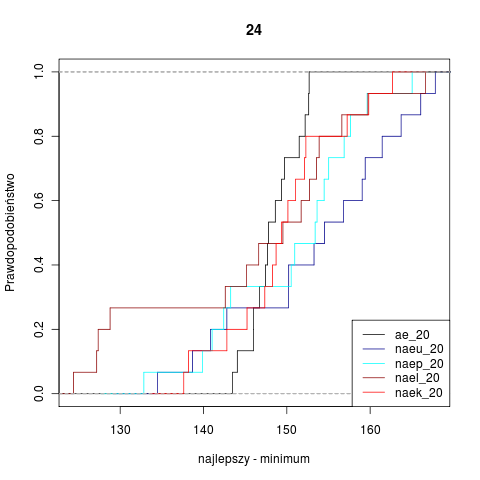 24
Prawdopodobieństwo
1.0
0.8
0.6
0.4
0.2
0.0
130 140 150 160
najlepszy - minimum
ae_20
naeu_20
naep_20
nael_20
naek_20